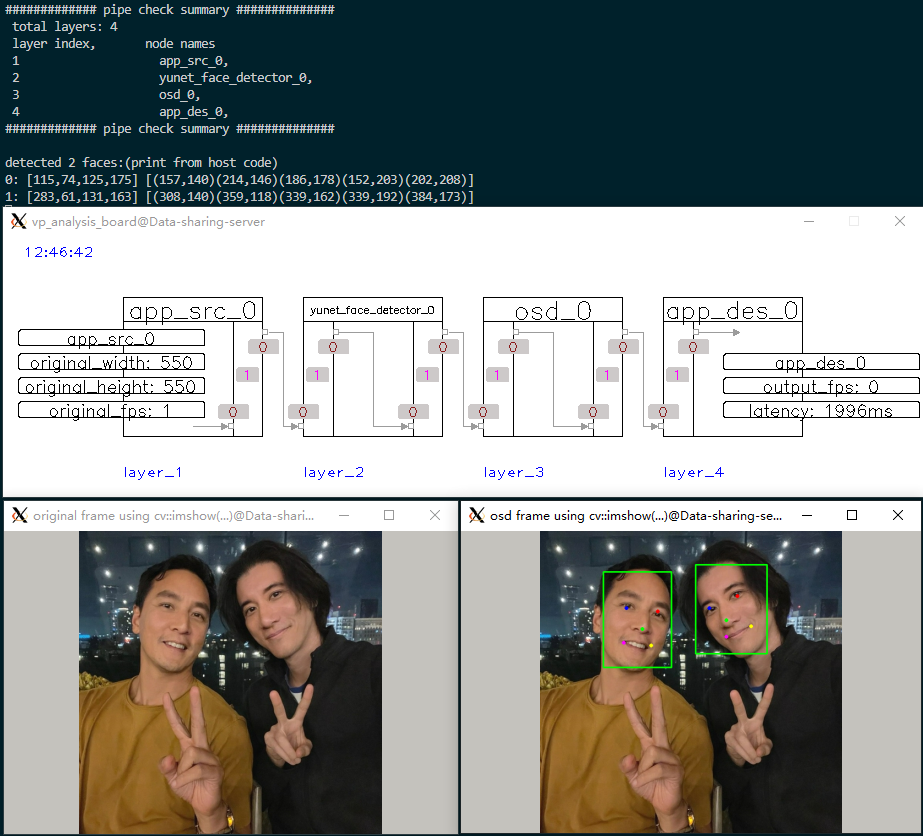 ############# pipe check summary ##############
total layers: 4
layer index,       node names
1                    app_src_0,
2                    yunet_face_detector_0,
3                    osd_0,
4                    app_des_0,
############# pipe check summary ##############
detected 2 faces:(print from host code)
0: [115,74,125,175] [(157,140)(214,146)(186,178)(152,203)(202,208)]
1: [283,61,131,163] [(308,140)(359,118)(339,162)(339,192)(384,173)]
vp_analysis_board@Data-sharing-server
12:46:42
app_src_0
yunet_face_detector_0
osd_0
app_des_0
app_src_0
original_width: 550
original_height: 550
original_fps: 1
0 0 0 0 0 0 0
1 1 1 1 1 1
0 0 0 0 0 0
app_des_0
output_fps: 0
latency: 1996ms
layer_1
layer_2
layer_3
layer_4
original frame using cv::imshow(...)@Data-shari...
osd frame using cv::imshow(...)@Data-sharing-se...